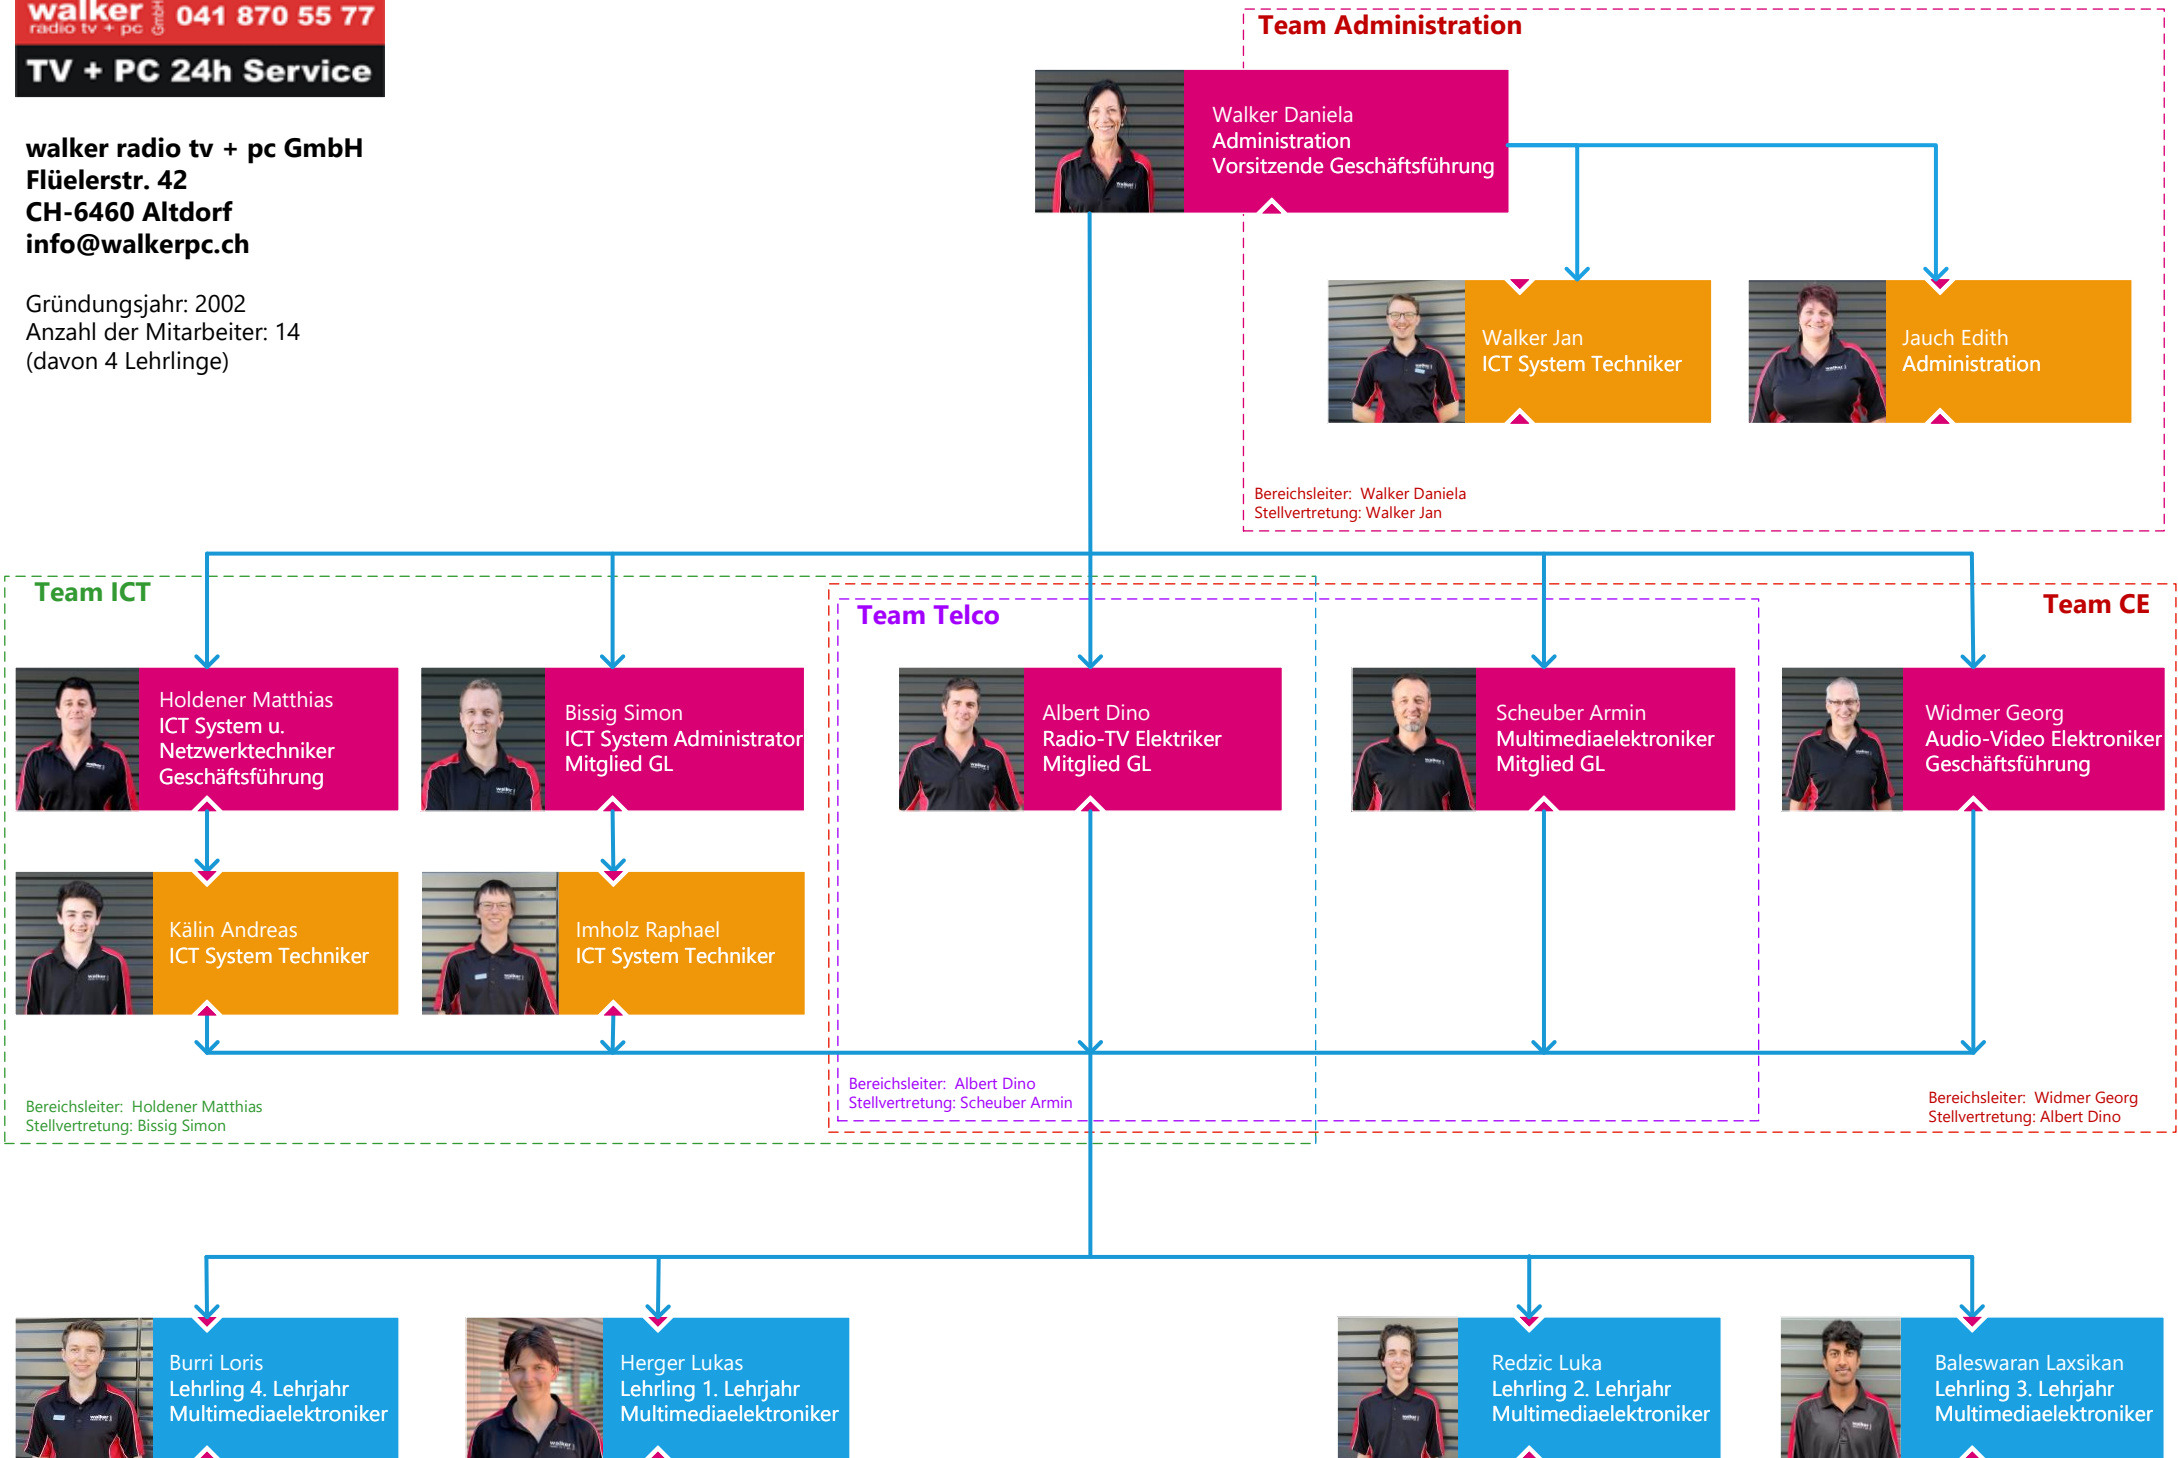 walker GmbH 041 870 55 77
radio tv + pc
TV + PC 24h Service
walker radio tv + pc GmbH
Flüelerstr. 42
CH-6460 Altdorf
info@walkerpc.ch
Gründungsjahr: 2002
Anzahl der Mitarbeiter: 14
(davon 4 Lehrlinge)
Team Administration
Walker Daniela
Administration
Vorsitzende Geschäftsführung
Walker Jan
ICT System Techniker
Jauch Edith
Administration
Bereichsleiter: Walker Daniela
Stellvertretung: Walker Jan
Team ICT
Team Telco
Team CE
Holdener Matthias
ICT System u.
Netzwerktechniker
Geschäftsführung
Bissig Simon
ICT System Administrator
Mitglied GL
Albert Dino
Radio-TV Elektriker
Mitglied GL
Scheuber Armin
Multimediaelektroniker
Mitglied GL
Widmer Georg
Audio-Video Elektroniker
Geschäftsführung
Kälin Andreas
ICT System Techniker
Imholz Raphael
ICT System Techniker
Bereichsleiter: Holdener Matthias
Stellvertretung: Bissig Simon
Bereichsleiter: Albert Dino
Stellvertretung: Scheuber Armin
Bereichsleiter: Widmer Georg
Stellvertretung: Albert Dino
Burri Loris
Lehrling 4. Lehrjahr
Multimediaelektroniker
Herger Lukas
Lehrling 1. Lehrjahr
Multimediaelektroniker
Redzic Luka
Lehrling 2. Lehrjahr
Multimediaelektroniker
Baleswaran Laxsikan
Lehrling 3. Lehrjahr
Multimediaelektroniker